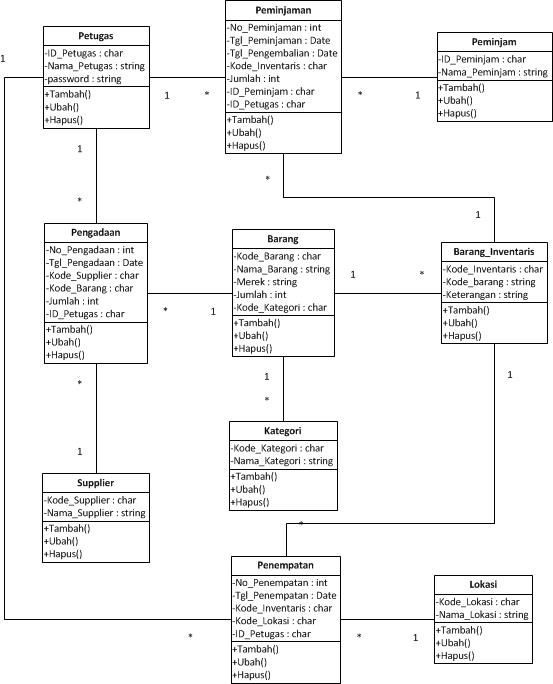 Petugas
-ID_Petugas : char
-Nama_Petugas : string
-password : string
+Tambah()
+Ubah()
+Hapus()
Peminjaman
-No_Peminjaman : int
-Tgl_Peminjaman : Date
-Tgl_Pengembalian : Date
-Kode_Inventaris : char
-Jumlah : int
-ID_Peminjam : char
-ID_Petugas : char
+Tambah()
+Ubah()
+Hapus()
Peminjam
-ID_Peminjam : char
-Nama_Peminjam : string
+Tambah()
+Ubah()
+Hapus()
1
1
*
*
1
1
*
*
1
Pengadaan
-No_Pengadaan : int
-Tgl_Pengadaan : Date
-Kode_Supplier : char
-Kode_Barang : char
-Jumlah : int
-ID_Petugas : char
+Tambah()
+Ubah()
+Hapus()
Barang
-Kode_Barang : char
-Nama_Barang : string
-Merek : string
-Jumlah : int
-Kode_Kategori : char
+Tambah()
+Ubah()
+Hapus()
Barang_Inventaris
-Kode_Inventaris : char
-Kode_barang : string
-Keterangan : string
+Tambah()
+Ubah()
+Hapus()
*
1
1
*
*
1
1
*
1
Kategori
-Kode_Kategori : char
-Nama_Kategori : string
+Tambah()
+Ubah()
+Hapus()
Supplier
-Kode_Supplier : char
-Nama_Supplier : string
+Tambah()
+Ubah()
+Hapus()
*
Penempatan
-No_Penempatan : int
-Tgl_Penempatan : Date
-Kode_Inventaris : char
-Kode_Lokasi : char
-ID_Petugas : char
+Tambah()
+Ubah()
+Hapus()
Lokasi
-Kode_Lokasi : char
-Nama_Lokasi : string
+Tambah()
+Ubah()
+Hapus()
*
*
1